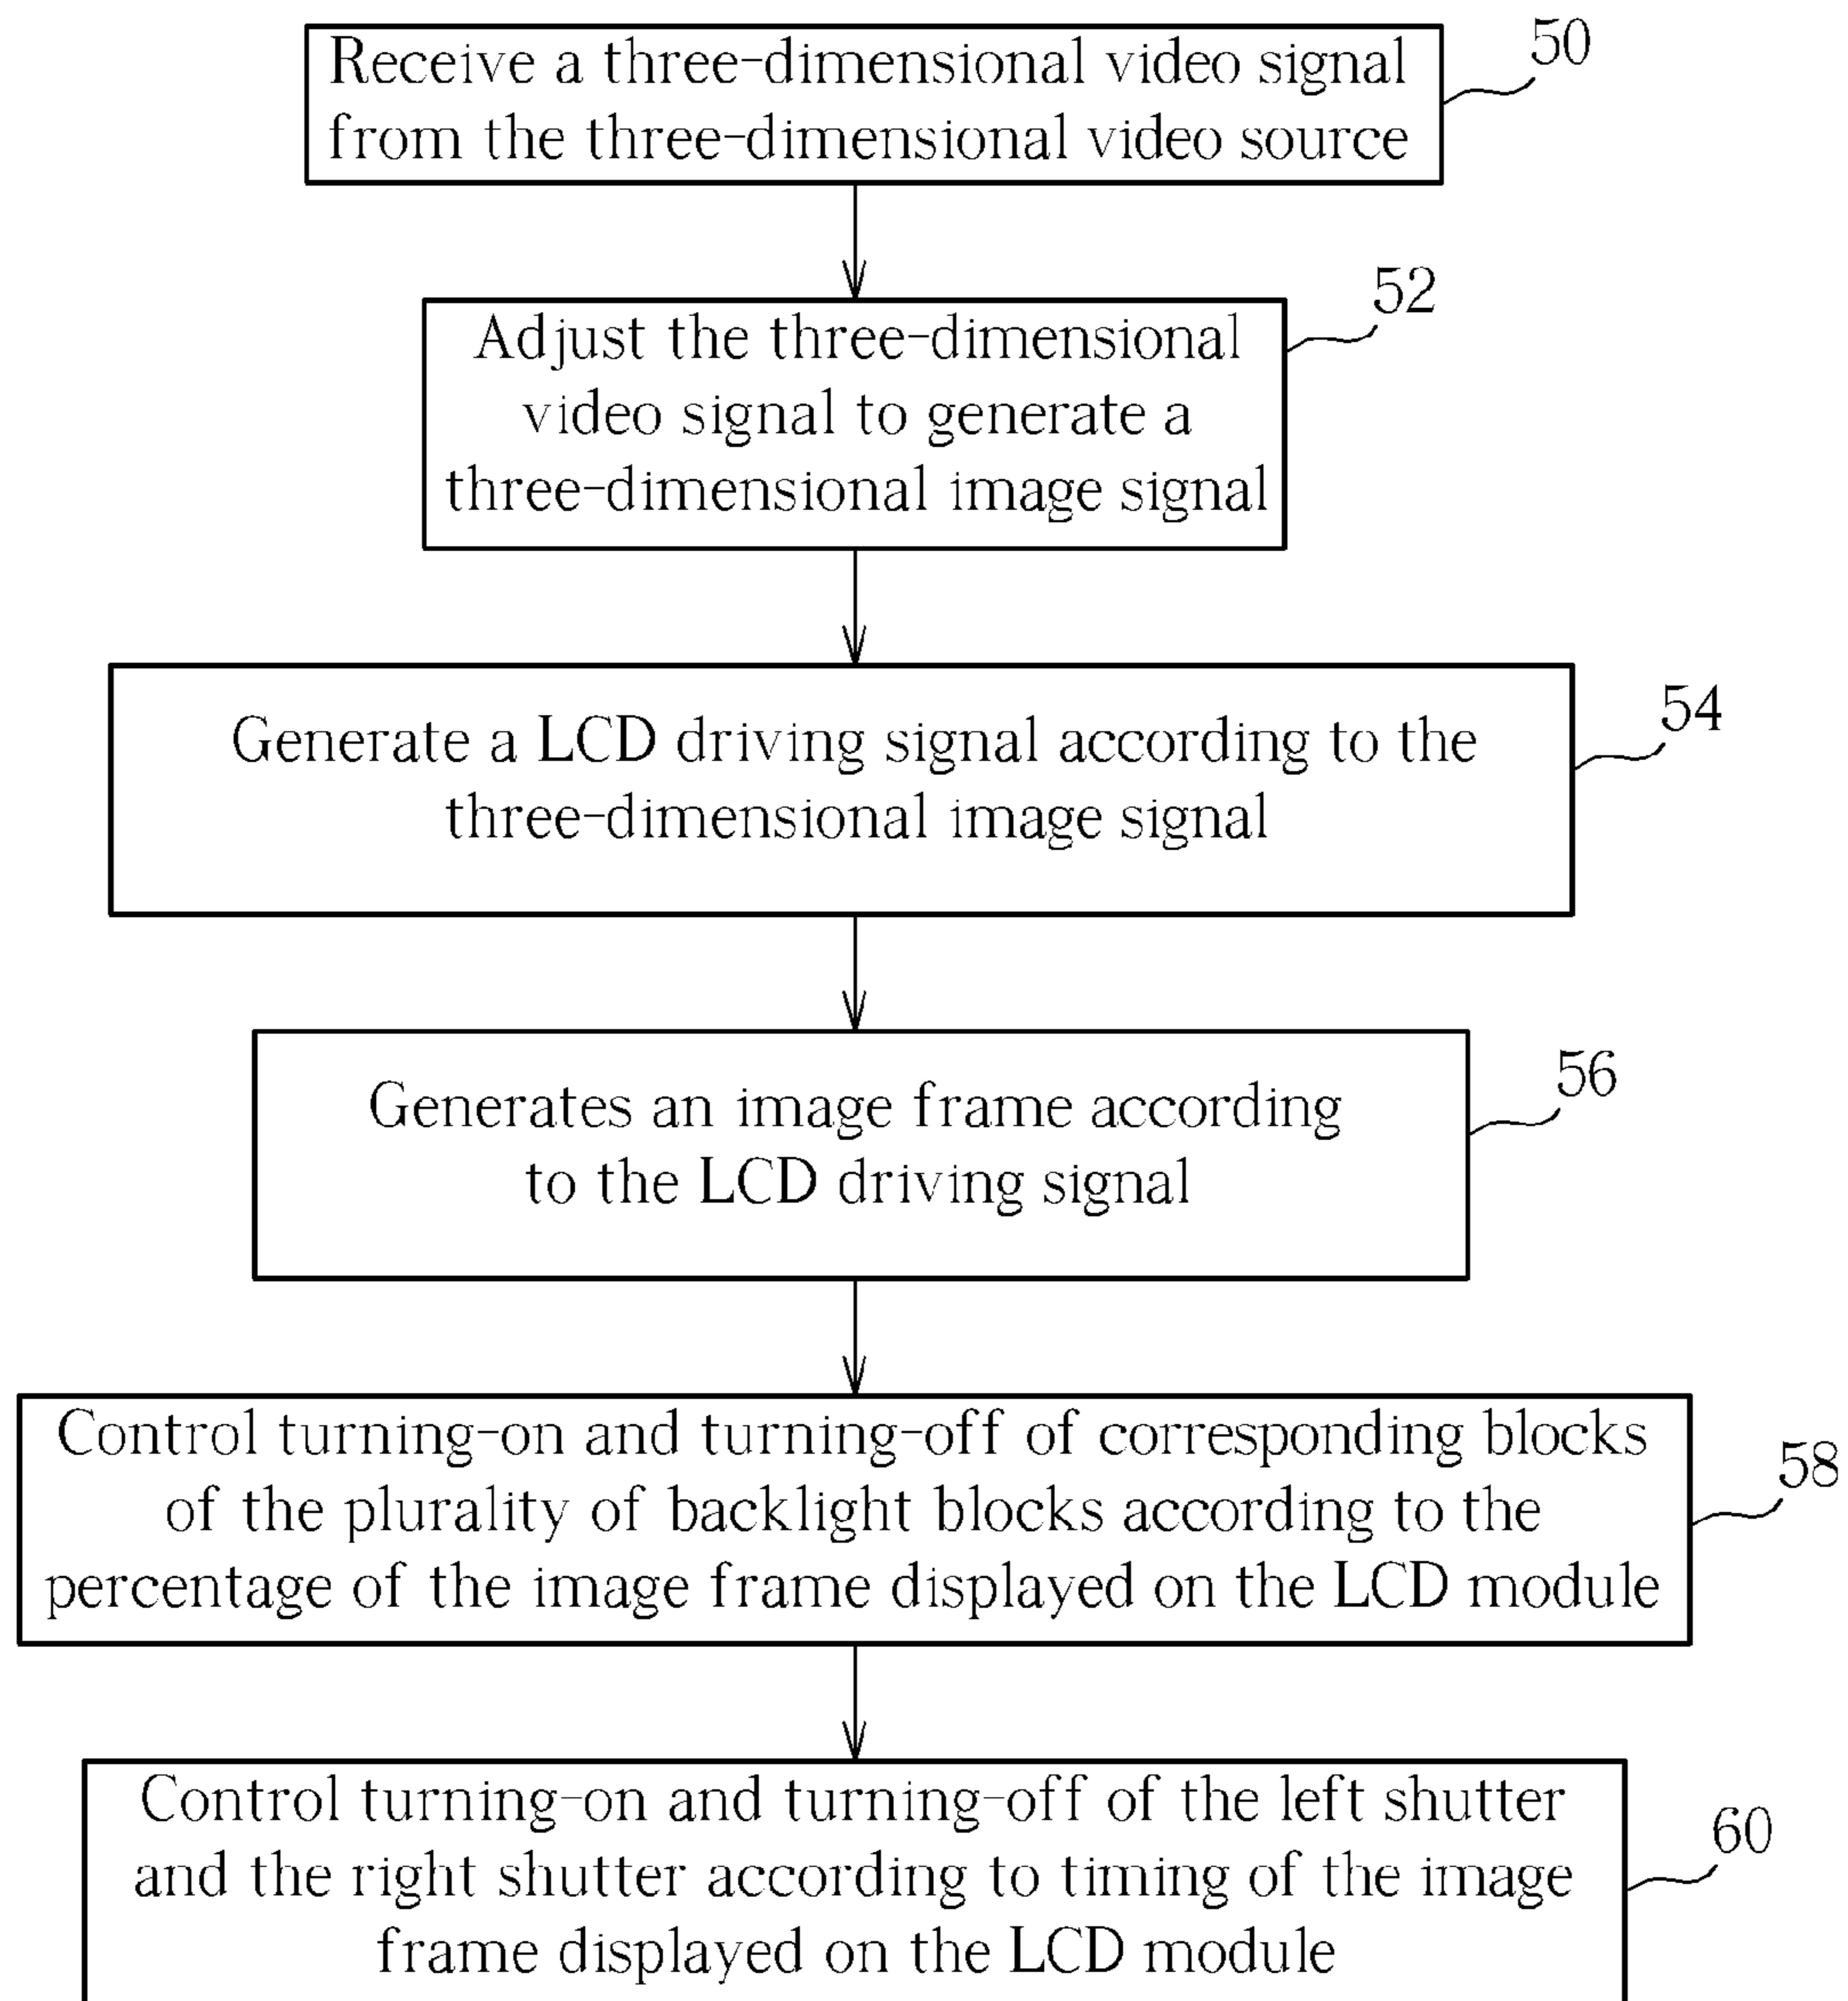 Receive a three-dimensional video signal
from the three-dimensional video source
50
Adjust the three-dimensional
video signal to generate a
three-dimensional image signal
52
Generate a LCD driving signal according to the
three-dimensional image signal
54
Generates an image frame according
to the LCD driving signal
56
Control turning-on and turning-off of corresponding blocks
of the plurality of backlight blocks according to the
percentage of the image frame displayed on the LCD module
58
Control turning-on and turning-off of the left shutter
and the right shutter according to timing of the image
frame displayed on the LCD module
60